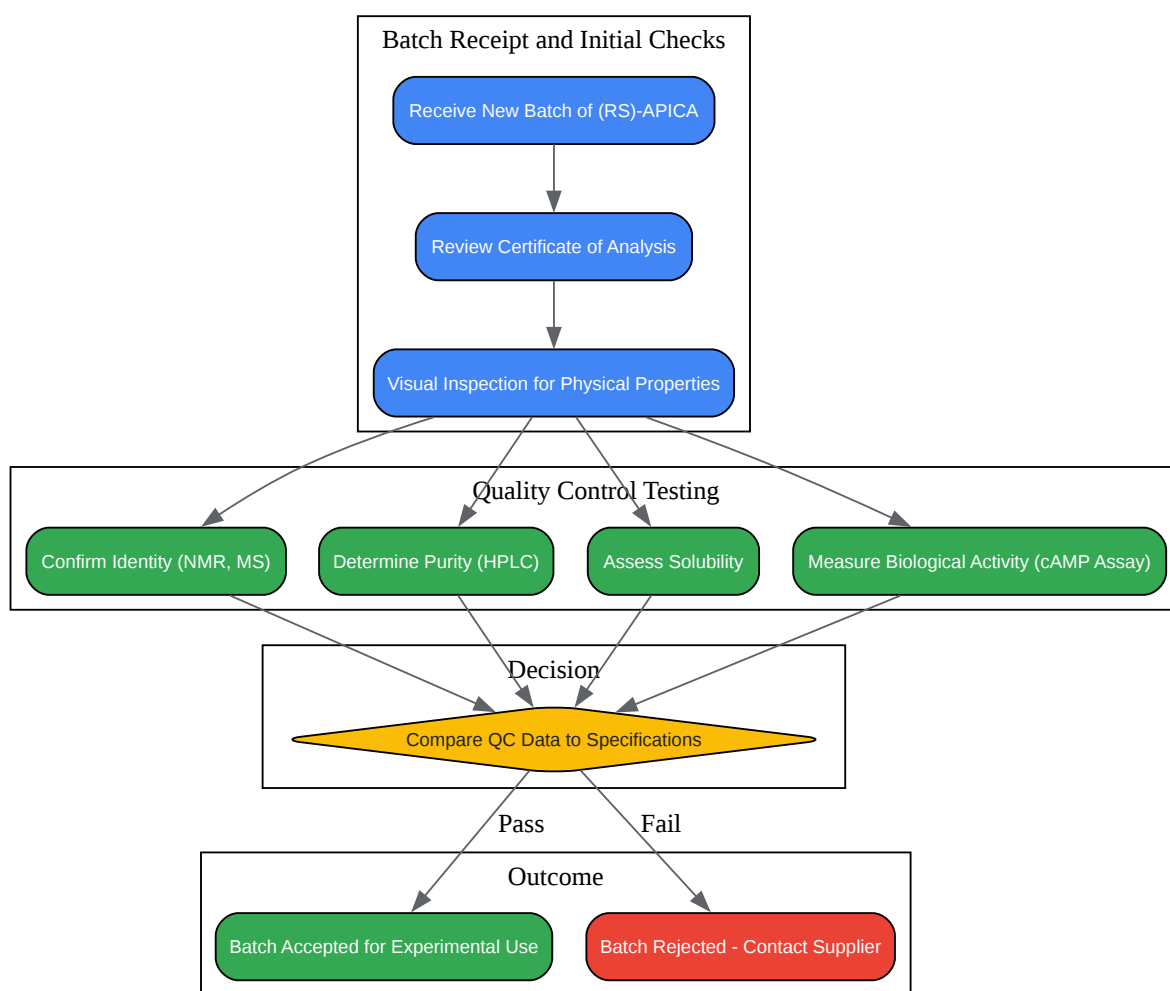 Batch Receipt and Initial Checks
Receive New Batch of (RS)-APICA
Review Certificate of Analysis
Visual Inspection for Physical Properties
Quality Control Testing
Confirm Identity (NMR, MS)
Determine Purity (HPLC)
Assess Solubility
Measure Biological Activity (cAMP Assay)
Decision
Compare QC Data to Specifications
Pass
Fail
Outcome
Batch Accepted for Experimental Use
Batch Rejected - Contact Supplier